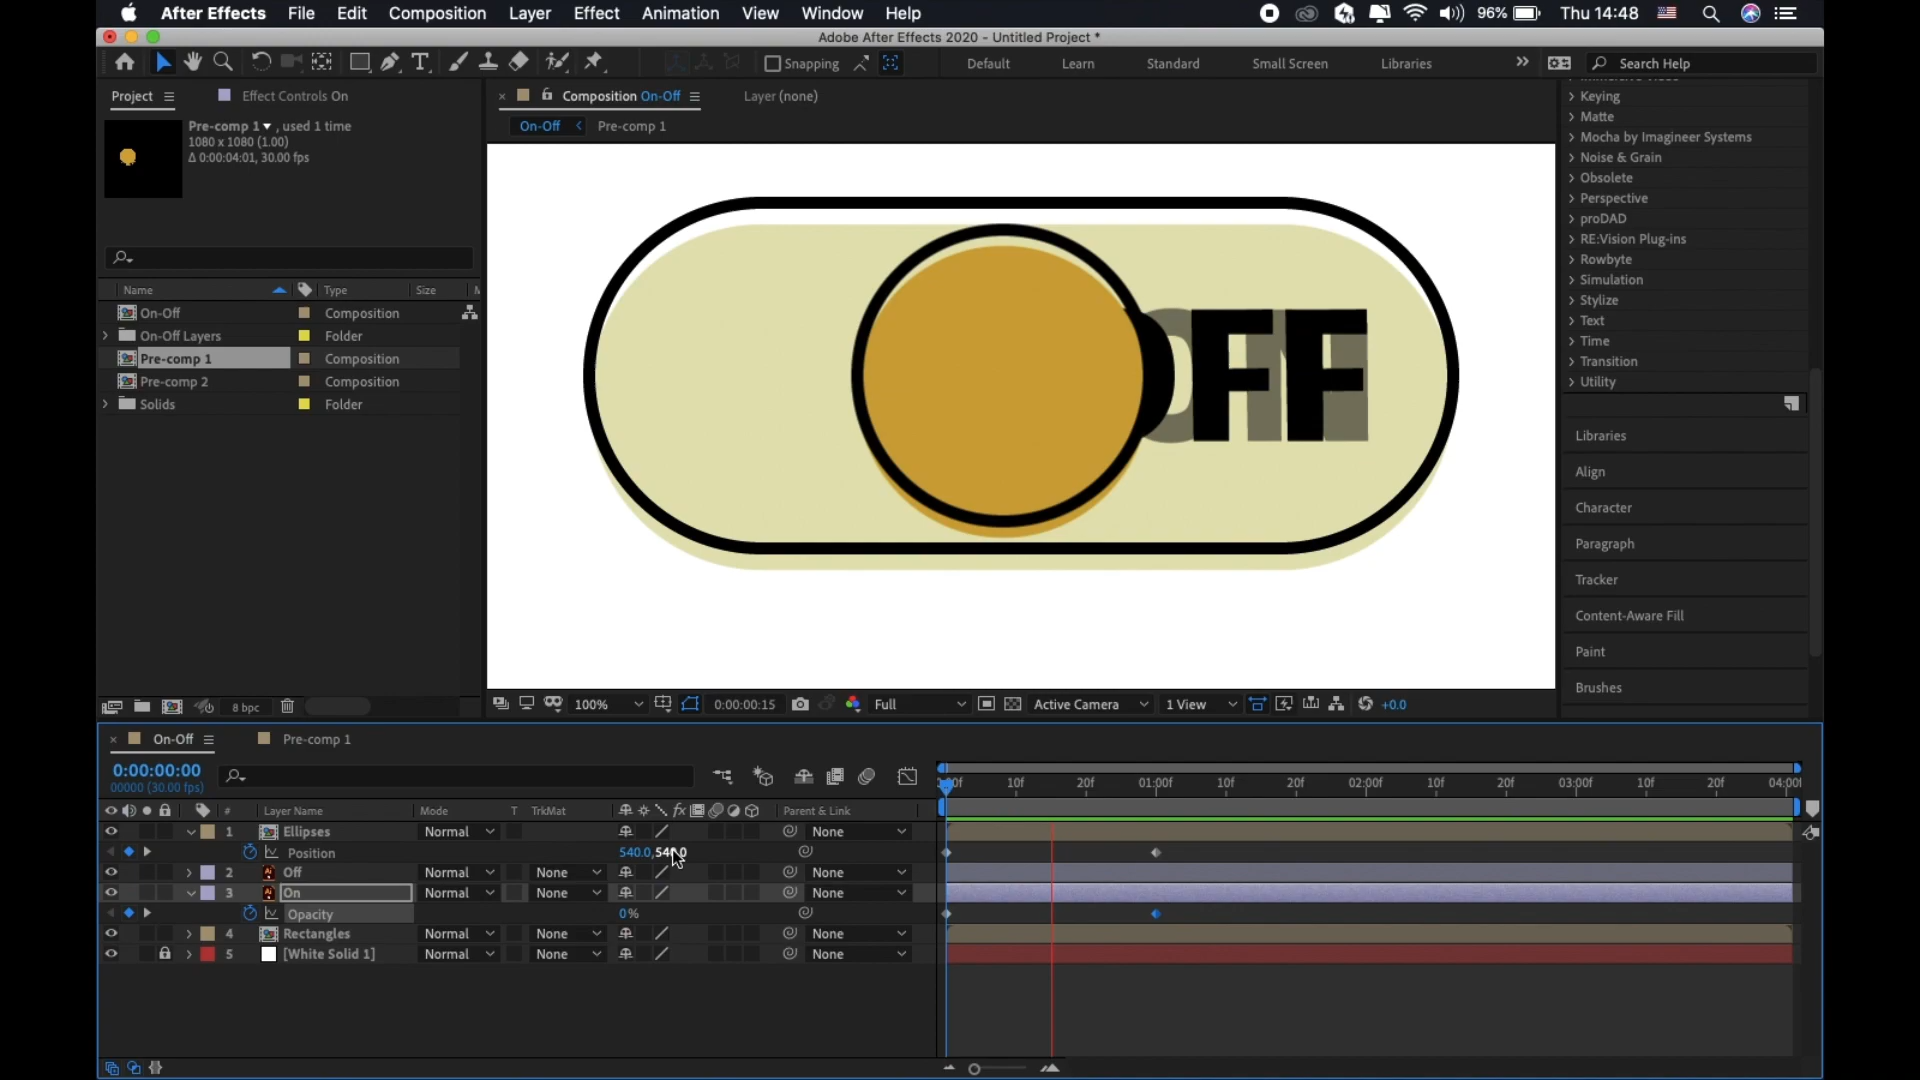 After Effects File Edit Composition Layer Effect Animation View Window Help 96% Thu 14:48
Adobe After Effects 2020 - Untitled Project *
Snapping Default Learn Standard Small Screen Libraries Search Help
Project Effect Controls On
Composition On-Off Layer (none)
On-Off Pre-comp 1
Pre-comp 1, used 1 time
1080 x 1080 (1.00)
Δ 0:00:04:01, 30.00 fps
Name Type Size
On-Off Composition
On-Off Layers Folder
Pre-comp 1 Composition
Pre-comp 2 Composition
Solids Folder
8 bpc
OFF
100% 0:00:00:15 Full Active Camera 1 View +0.0
Keying
Matte
Mocha by Imagineer Systems
Noise & Grain
Obsolete
Perspective
proDAD
RE:Vision Plug-ins
Rowbyte
Simulation
Stylize
Text
Time
Transition
Utility
Libraries
Align
Character
Paragraph
Tracker
Content-Aware Fill
Paint
Brushes
On-Off Pre-comp 1
0:00:00:00
00000 (30.00 fps)
10f 20f 01:00f 10f 20f 02:00f 10f 20f 03:00f 10f 20f 04:00f
# Layer Name Mode T TrkMat fx Parent & Link
1 Ellipses Normal None
Position 540.0,540.0
2 Ai Off Normal None None
3 Ai On Normal None None
Opacity 0%
4 Rectangles Normal None None
5 [White Solid 1] Normal None None